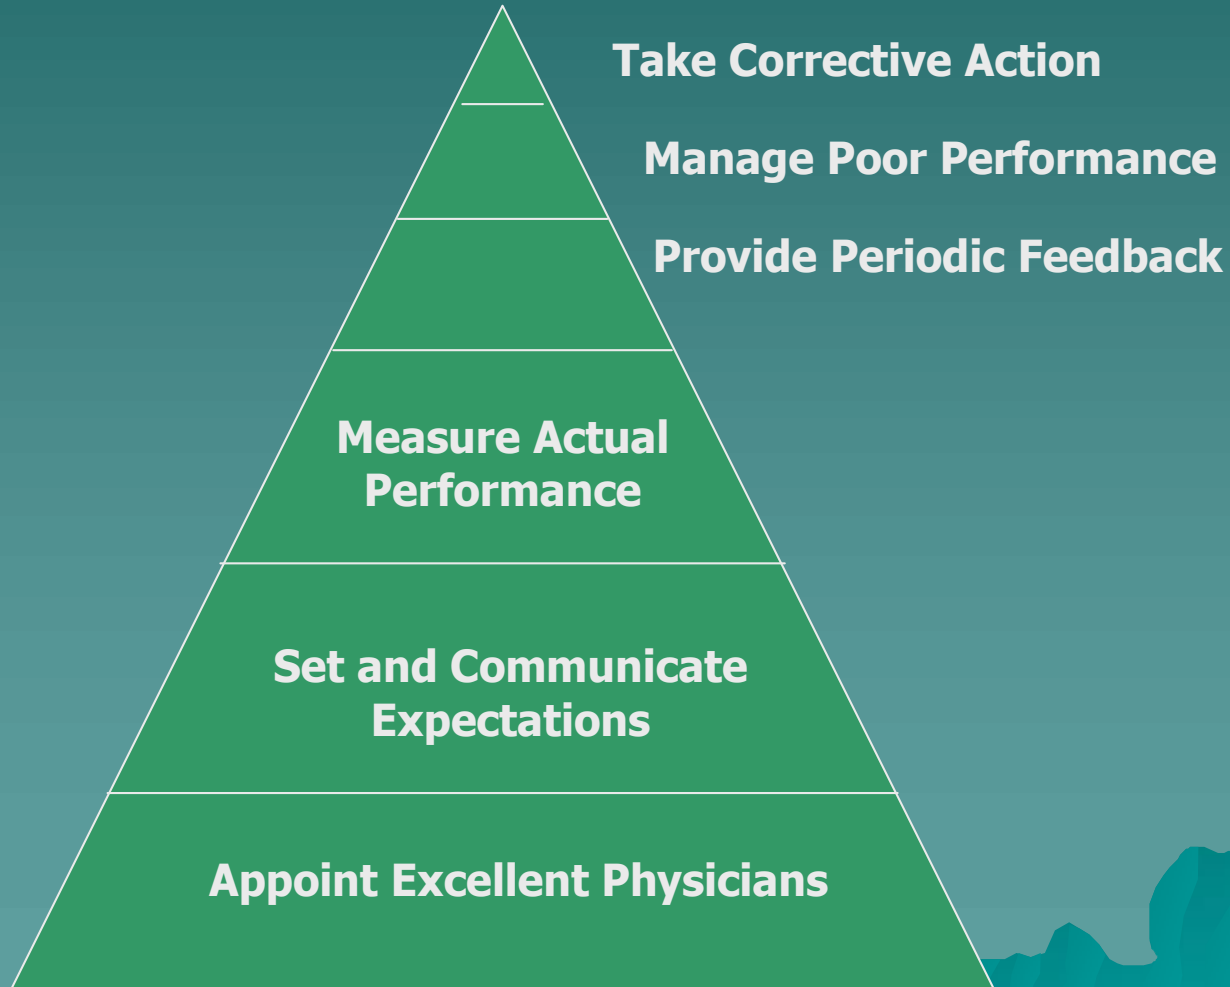 Take Corrective Action
Manage Poor Performance
Provide Periodic Feedback
Measure Actual
Performance
Set and Communicate
Expectations
Appoint Excellent Physicians